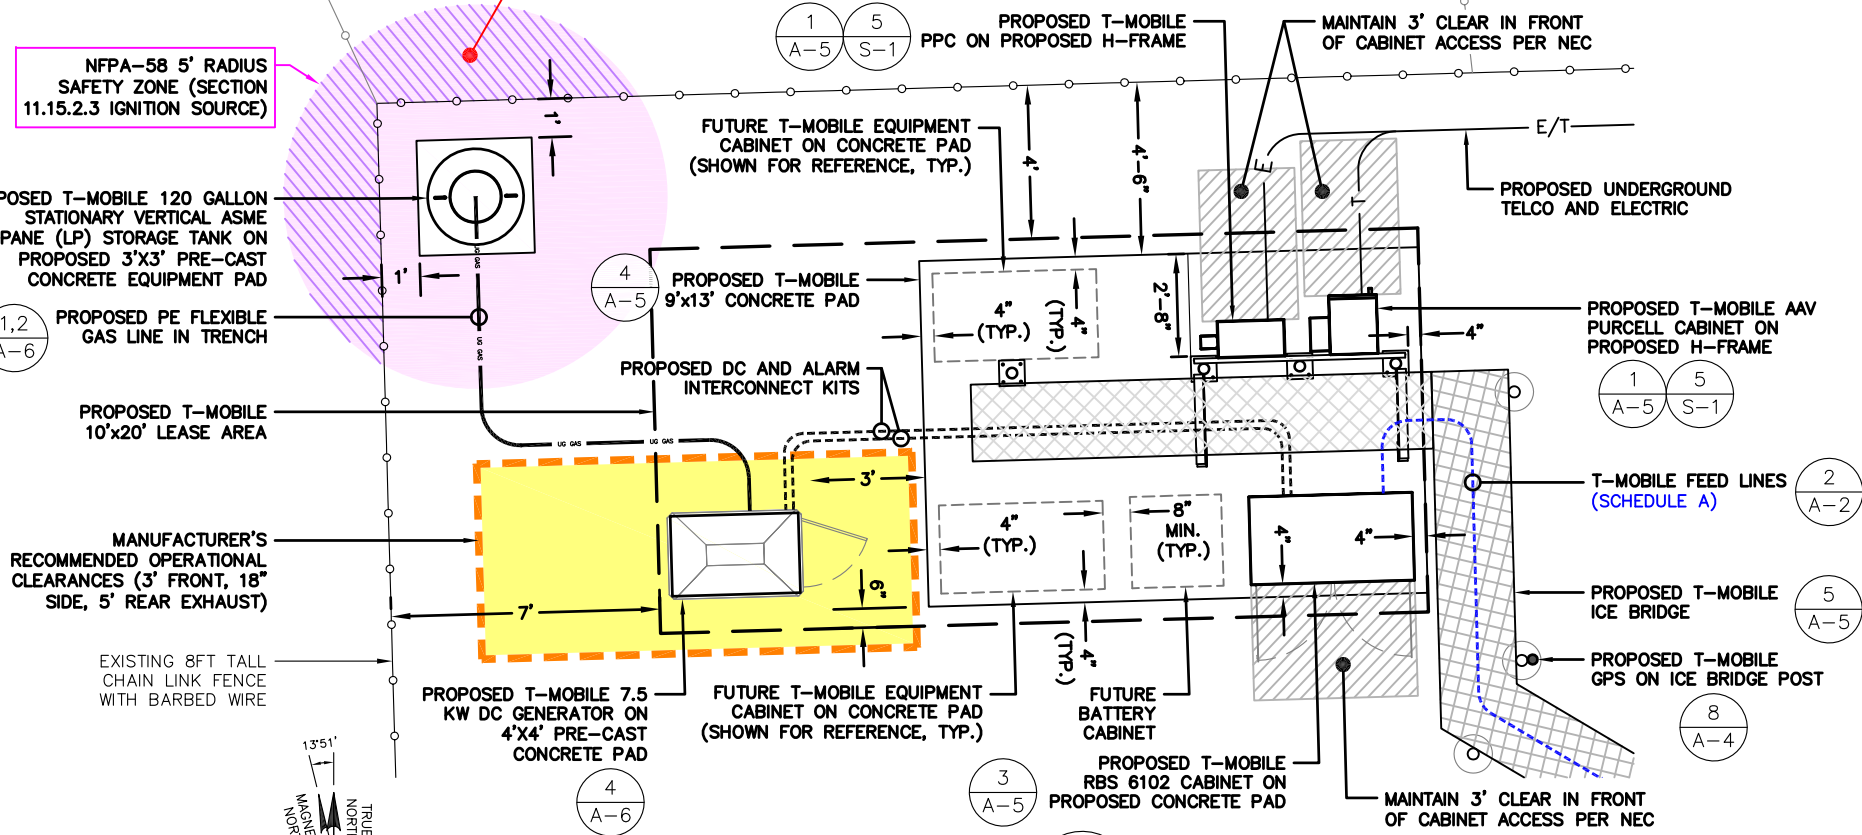 NFPA-58 5' RADIUS
SAFETY ZONE (SECTION
11.15.2.3 IGNITION SOURCE)
1
A-5
5
S-1
PROPOSED T-MOBILE
PPC ON PROPOSED H-FRAME
MAINTAIN 3' CLEAR IN FRONT
OF CABINET ACCESS PER NEC
1'
FUTURE T-MOBILE EQUIPMENT
CABINET ON CONCRETE PAD
(SHOWN FOR REFERENCE, TYP.)
4'
4'-6"
E
T
E/T
PROPOSED UNDERGROUND
TELCO AND ELECTRIC
POSED T-MOBILE 120 GALLON
STATIONARY VERTICAL ASME
PANE (LP) STORAGE TANK ON
PROPOSED 3'X3' PRE-CAST
CONCRETE EQUIPMENT PAD
UG GAS
1'
4
A-5
PROPOSED T-MOBILE
9'x13' CONCRETE PAD
4"
(TYP.)
4"
(TYP.)
2'-8"
4"
PROPOSED T-MOBILE AAV
PURCELL CABINET ON
PROPOSED H-FRAME
1
A-5
5
S-1
1,2
A-6
PROPOSED PE FLEXIBLE
GAS LINE IN TRENCH
UG GAS
PROPOSED DC AND ALARM
INTERCONNECT KITS
PROPOSED T-MOBILE
10'x20' LEASE AREA
UG GAS
UG GAS
3'
T-MOBILE FEED LINES
(SCHEDULE A)
2
A-2
MANUFACTURER'S
RECOMMENDED OPERATIONAL
CLEARANCES (3' FRONT, 18"
SIDE, 5' REAR EXHAUST)
4"
(TYP.)
8"
MIN.
(TYP.)
4"
4"
6"
7'
4"
(TYP.)
PROPOSED T-MOBILE
ICE BRIDGE
5
A-5
EXISTING 8FT TALL
CHAIN LINK FENCE
WITH BARBED WIRE
PROPOSED T-MOBILE
GPS ON ICE BRIDGE POST
8
A-4
PROPOSED T-MOBILE 7.5
KW DC GENERATOR ON
4'X4' PRE-CAST
CONCRETE PAD
4
A-6
FUTURE T-MOBILE EQUIPMENT
CABINET ON CONCRETE PAD
(SHOWN FOR REFERENCE, TYP.)
FUTURE
BATTERY
CABINET
3
A-5
PROPOSED T-MOBILE
RBS 6102 CABINET ON
PROPOSED CONCRETE PAD
MAINTAIN 3' CLEAR IN FRONT
OF CABINET ACCESS PER NEC
13°51'
MAGNE
NORT
TRUE
NORT